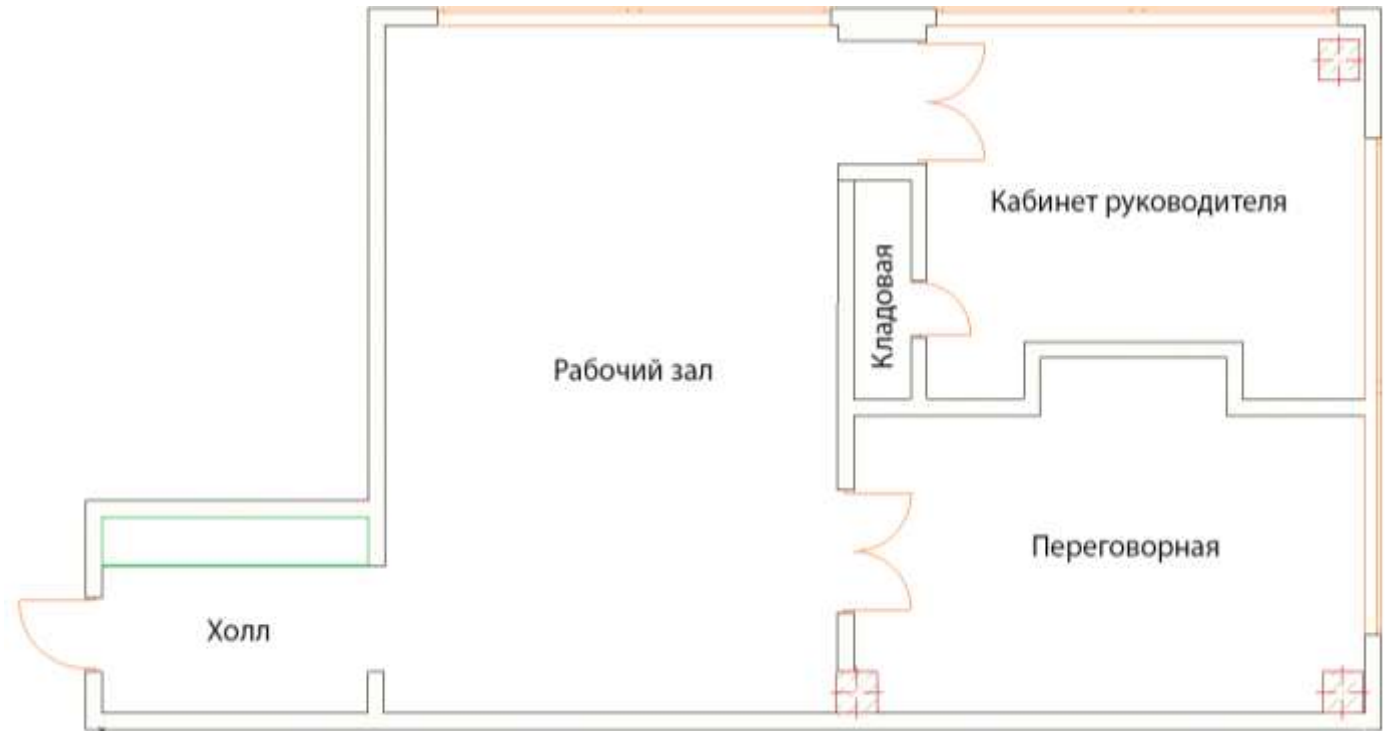 Кабинет руководителя
Кладовая
Рабочий зал
Переговорная
Холл